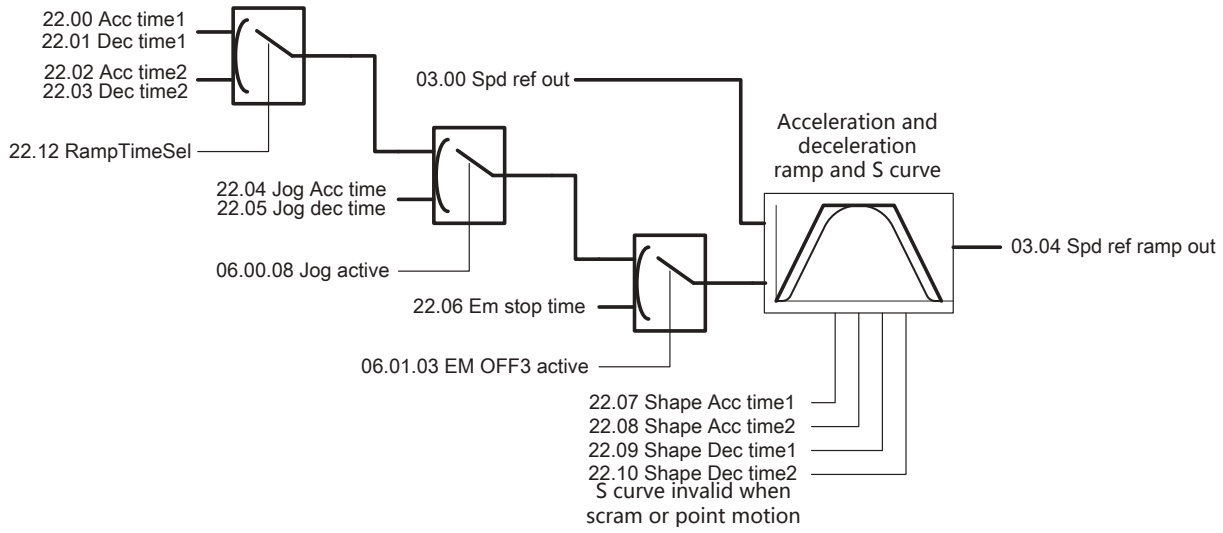 22.00 Acc time1
22.01 Dec time1
22.02 Acc time2
22.03 Dec time2
03.00 Spd ref out
Acceleration and
deceleration
ramp and S curve
22.12 RampTimeSel
22.04 Jog Acc time
22.05 Jog dec time
03.04 Spd ref ramp out
06.00.08 Jog active
22.06 Em stop time
06.01.03 EM OFF3 active
22.07 Shape Acc time1
22.08 Shape Acc time2
22.09 Shape Dec time1
22.10 Shape Dec time2
S curve invalid when
scram or point motion